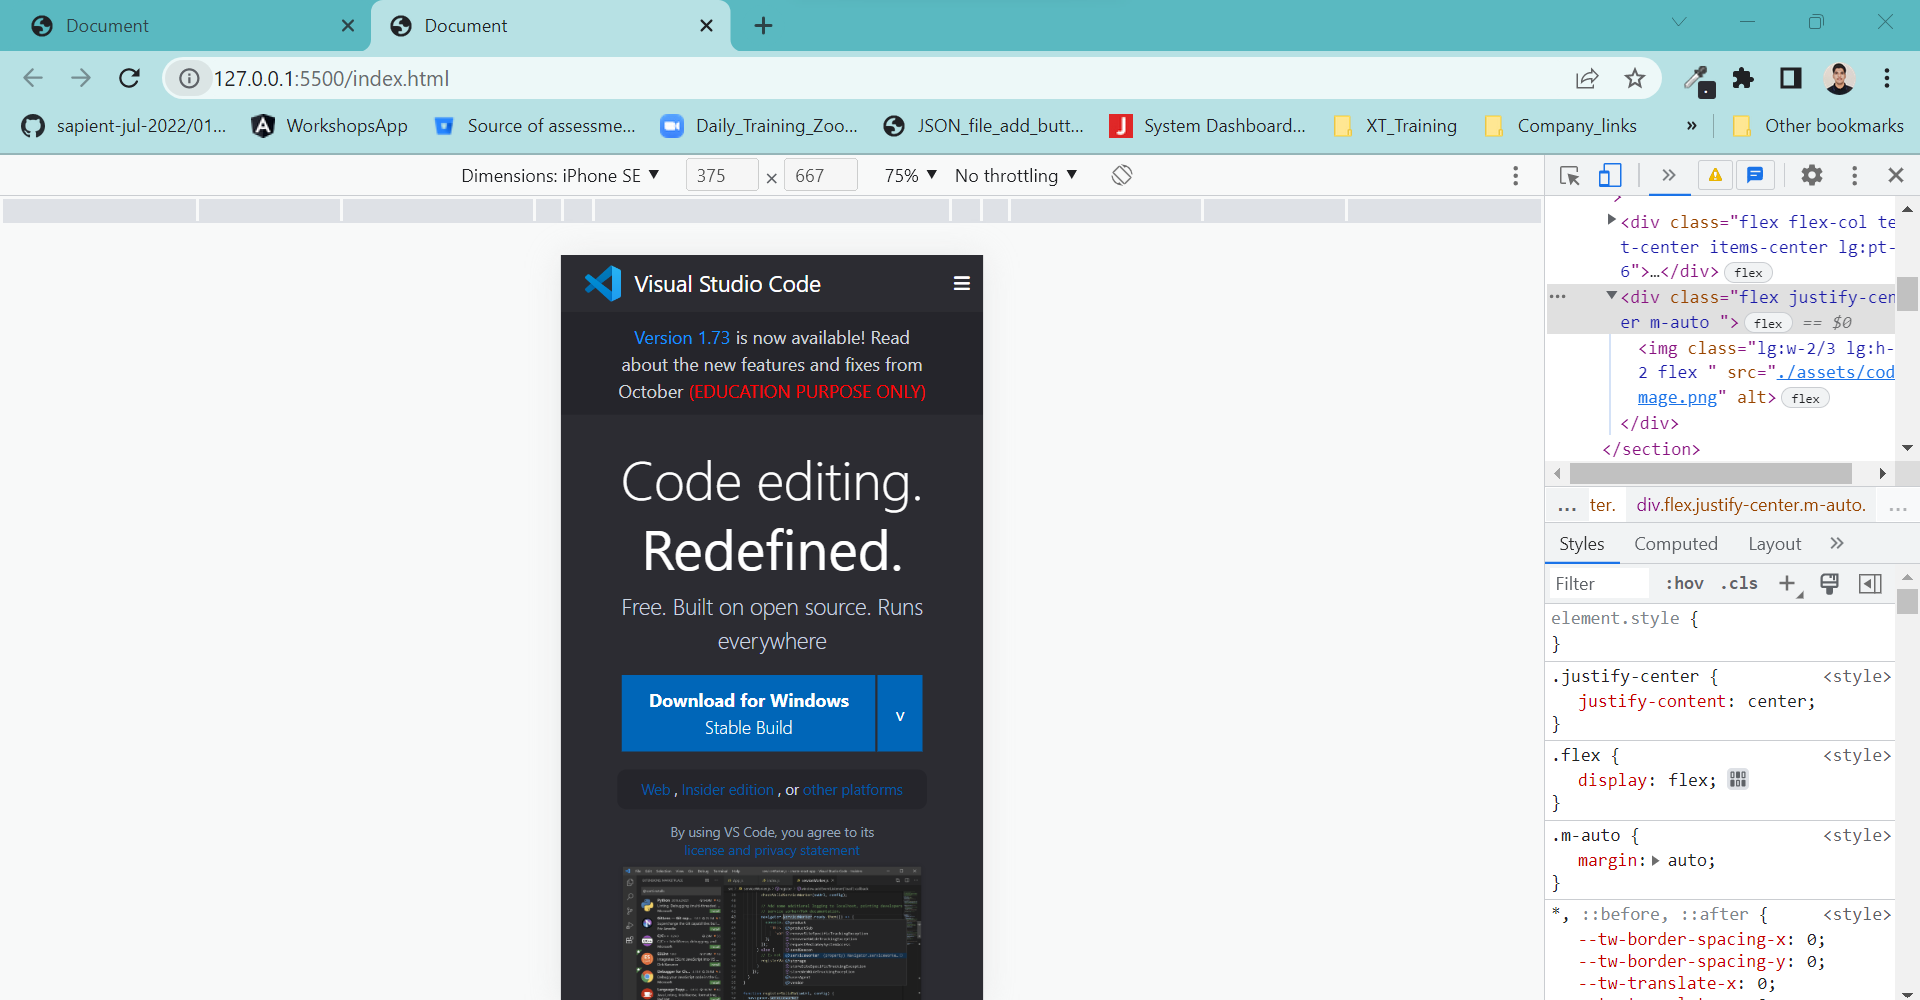 Document
Document
127.0.0.1:5500/index.html
sapient-jul-2022/01...
WorkshopsApp
Source of assessme...
Daily_Training_Zoo...
JSON_file_add_butt...
System Dashboard...
XT_Training
Company_links
»
Other bookmarks
Dimensions: iPhone SE ▼
375 × 667
75% ▼
No throttling ▼
Visual Studio Code
Version 1.73 is now available! Read
about the new features and fixes from
October (EDUCATION PURPOSE ONLY)
Code editing.
Redefined.
Free. Built on open source. Runs
everywhere
Download for Windows
Stable Build
v
Web , Insider edition , or other platforms
By using VS Code, you agree to its
license and privacy statement
<div class="flex flex-col te
t-center items-center lg:pt-
6">…</div> flex
<div class="flex justify-cen
er m-auto "> flex == $0
<img class="lg:w-2/3 lg:h-
2 flex " src="./assets/cod
mage.png" alt> flex
</div>
</section>
... ter. div.flex.justify-center.m-auto. ...
Styles Computed Layout »
Filter :hov .cls +
element.style {
}
.justify-center { <style>
justify-content: center;
}
.flex { <style>
display: flex;
}
.m-auto { <style>
margin: auto;
}
*, ::before, ::after { <style>
--tw-border-spacing-x: 0;
--tw-border-spacing-y: 0;
--tw-translate-x: 0;